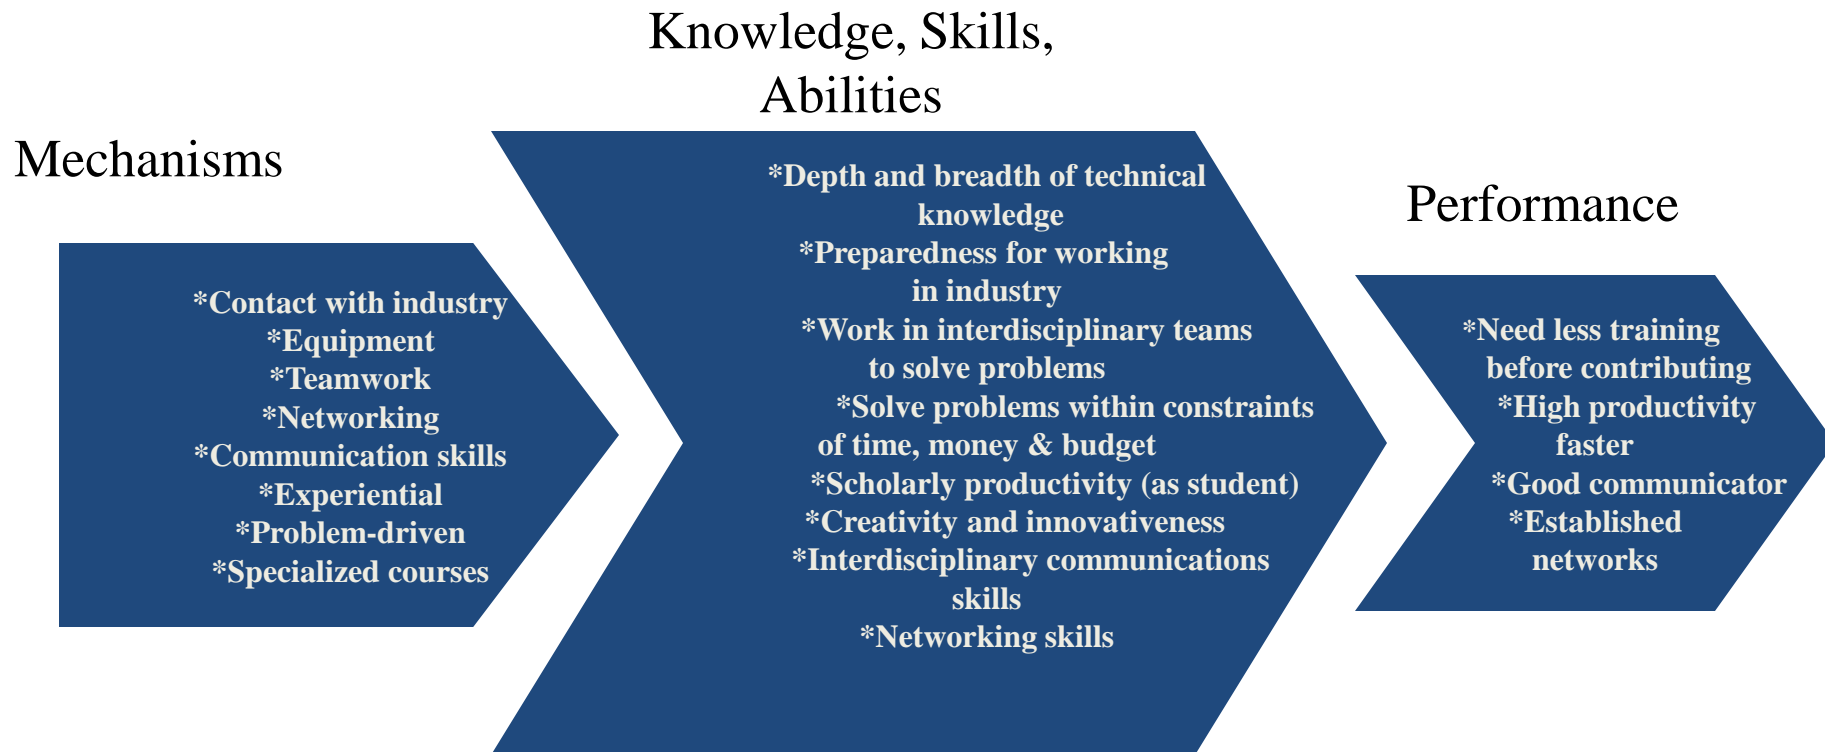 Knowledge, Skills,
Abilities
Mechanisms
*Contact with industry
*Equipment
*Teamwork
*Networking
*Communication skills
*Experiential
*Problem-driven
*Specialized courses
*Depth and breadth of technical
knowledge
*Preparedness for working
in industry
*Work in interdisciplinary teams
to solve problems
*Solve problems within constraints
of time, money & budget
*Scholarly productivity (as student)
*Creativity and innovativeness
*Interdisciplinary communications
skills
*Networking skills
Performance
*Need less training
before contributing
*High productivity
faster
*Good communicator
*Established
networks